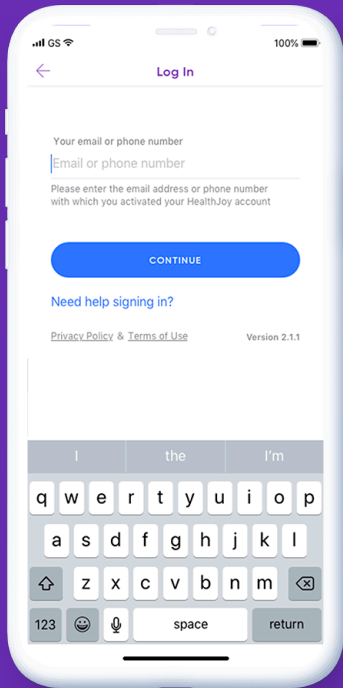 GS
100%
Log In
Your email or phone number
Email or phone number
Please enter the email address or phone number
with which you activated your HealthJoy account
CONTINUE
Need help signing in?
Privacy Policy & Terms of Use
Version 2.1.1
I the I'm
q w e r t y u i o p
a s d f g h j k l
z x c v b n m
123 space return